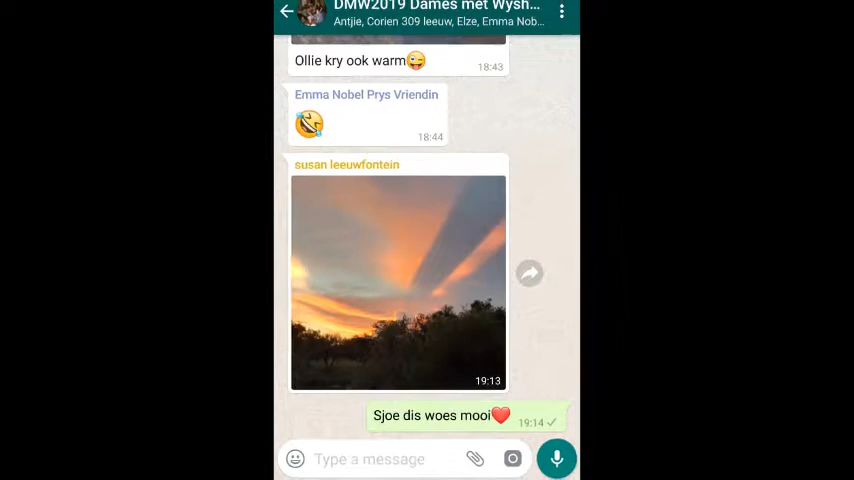 DMW2019 Dames met Wysh...
Antjie, Corien 309 leeuw, Elze, Emma Nob...
Ollie kry ook warm😜
18:43
Emma Nobel Prys Vriendin
🤣
18:44
susan leeuwfontein
19:13
Sjoe dis woes mooi❤️
19:14
Type a message